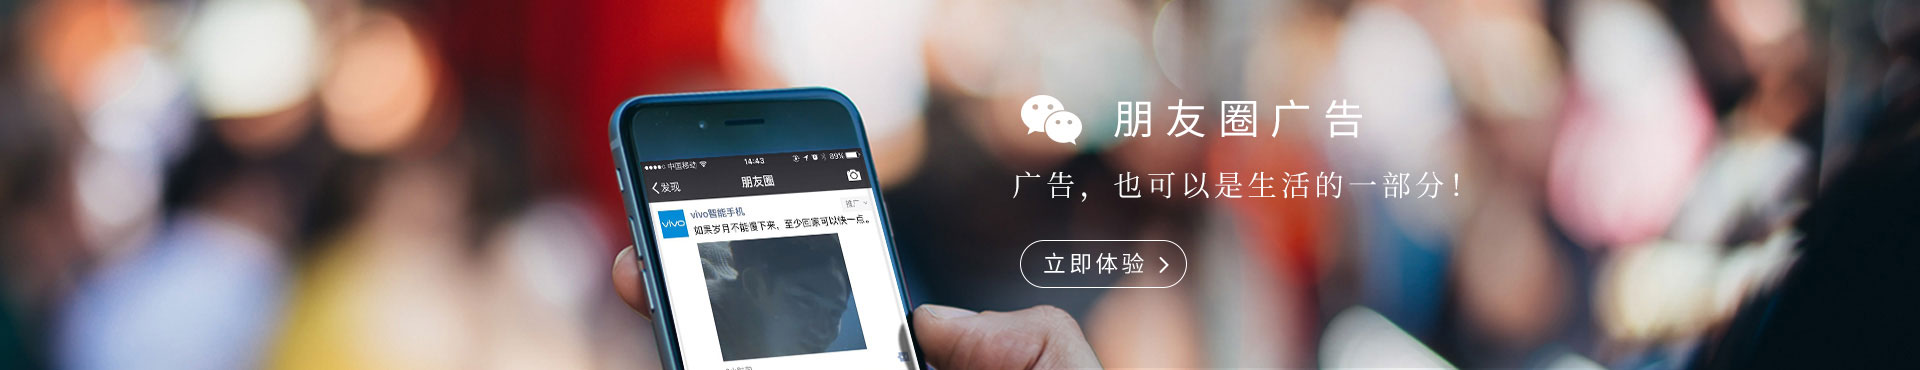 朋友圈广告
广告，也可以是生活的一部分！
立即体验
中国移动 14:43 89%
发现 朋友圈
vivo vivo智能手机 推广
如果岁月不能慢下来，至少回家可以快一点。